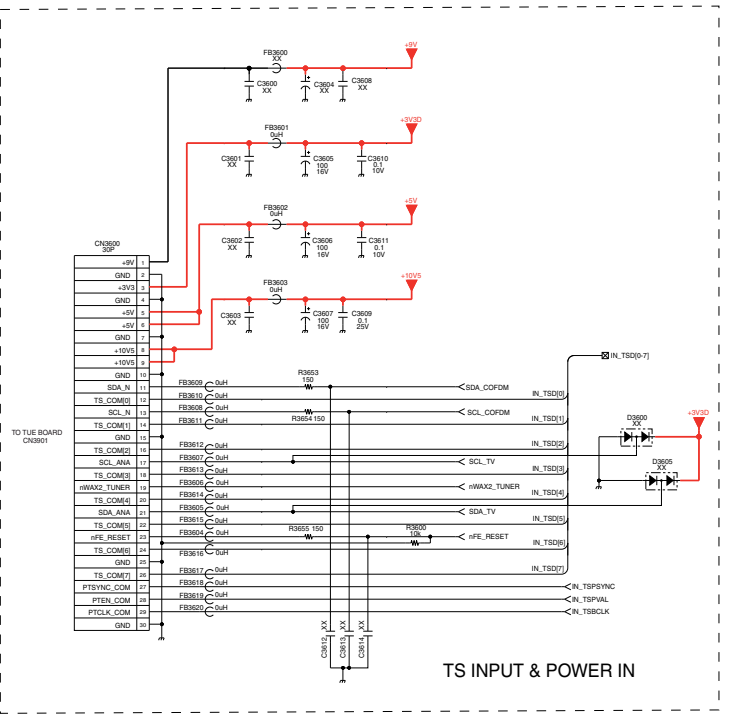 +9V
FB3600
XX
C3600
XX
C3604
XX
C3608
XX
+3V3D
FB3601
0uH
C3601
XX
C3605
100
16V
C3610
0.1
10V
+5V
FB3602
0uH
C3602
XX
C3606
100
16V
C3611
0.1
10V
+10V5
FB3603
0uH
C3603
XX
C3607
100
16V
C3609
0.1
25V
CN3600
30P
TO TUE BOARD
CN3901
+9V 1
GND 2
+3V3 3
GND 4
+5V 5
+5V 6
GND 7
+10V5 8
+10V5 9
GND 10
SDA_N 11
TS_COM[0] 12
SCL_N 13
TS_COM[1] 14
GND 15
TS_COM[2] 16
SCL_ANA 17
TS_COM[3] 18
nWAX2_TUNER 19
TS_COM[4] 20
SDA_ANA 21
TS_COM[5] 22
nFE_RESET 23
TS_COM[6] 24
GND 25
TS_COM[7] 26
PTSYNC_COM 27
PTEN_COM 28
PTCLK_COM 29
GND 30
FB3609 0uH
FB3610 0uH
FB3608 0uH
FB3611 0uH
FB3612 0uH
FB3607 0uH
FB3613 0uH
FB3606 0uH
FB3614 0uH
FB3605 0uH
FB3615 0uH
FB3604 0uH
FB3616 0uH
FB3617 0uH
FB3618 0uH
FB3619 0uH
FB3620 0uH
R3653
150
R3654 150
R3655 150
R3600
10k
SDA_COFDM
SCL_COFDM
SCL_TV
nWAX2_TUNER
SDA_TV
nFE_RESET
IN_TSD[0-7]
IN_TSD[0]
IN_TSD[1]
IN_TSD[2]
IN_TSD[3]
IN_TSD[4]
IN_TSD[5]
IN_TSD[6]
IN_TSD[7]
IN_TSPSYNC
IN_TSPVAL
IN_TSBCLK
+3V3D
D3600
XX
D3605
XX
C3612 XX
C3613 XX
C3614 XX
TS INPUT & POWER IN